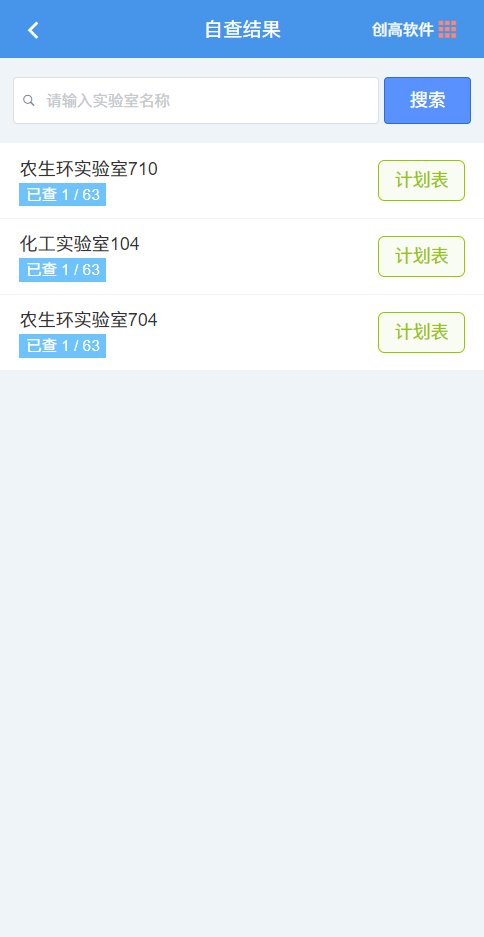 自查结果
创高软件
请输入实验室名称
搜索
农生环实验室710
已查 1 / 63
计划表
化工实验室104
已查 1 / 63
计划表
农生环实验室704
已查 1 / 63
计划表